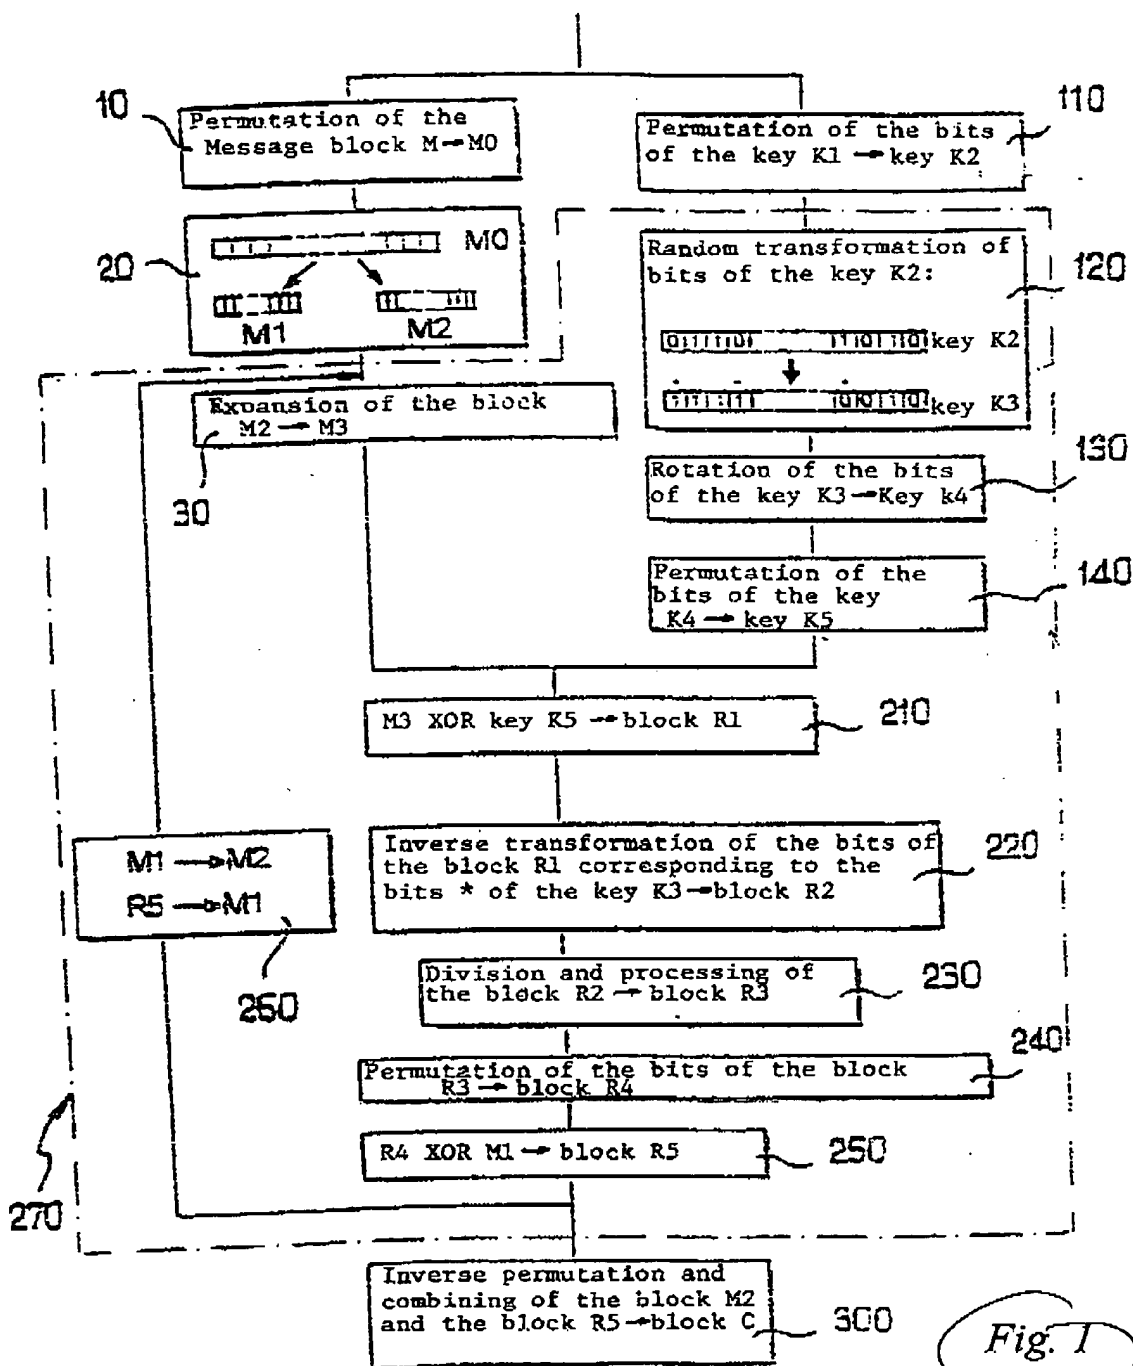 10
Permutation of the
Message block M→M0
110
Permutation of the bits
of the key K1 → key K2
20
M0
M1 M2
120
Random transformation of
bits of the key K2:
key K2
key K3
Expansion of the block
M2 → M3
30
130
Rotation of the bits
of the key K3→Key k4
140
Permutation of the
bits of the key
K4 → key K5
M3 XOR key K5 → block R1
210
M1 → M2
R5 → M1
260
Inverse transformation of the bits of
the block R1 corresponding to the
bits * of the key K3→block R2
220
Division and processing of
the block R2 → block R3
230
240
Permutation of the bits of the block
R3 → block R4
R4 XOR M1 → block R5
250
270
Inverse permutation and
combining of the block M2
and the block R5→block C
300
Fig. 1